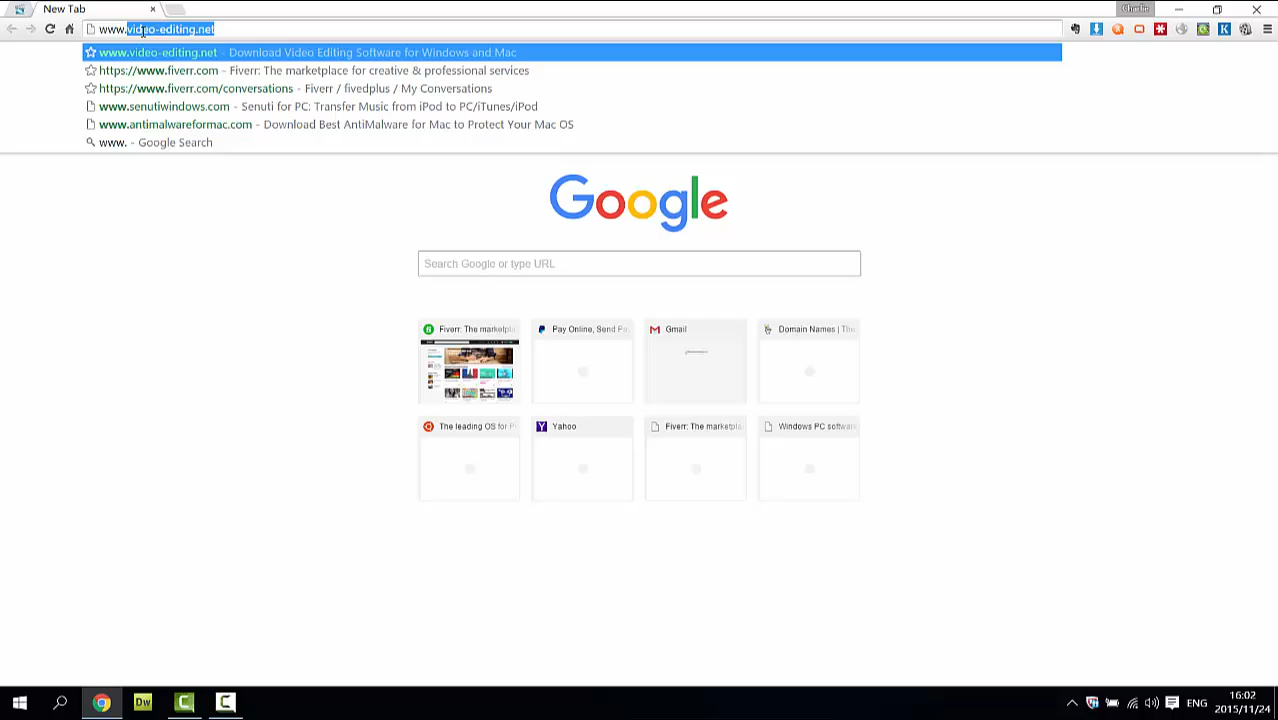 New Tab
Charlie
www.video-editing.net
www.video-editing.net - Download Video Editing Software for Windows and Mac
https://www.fiverr.com - Fiverr: The marketplace for creative & professional services
https://www.fiverr.com/conversations - Fiverr / fivedplus / My Conversations
www.senutiwindows.com - Senuti for PC: Transfer Music from iPod to PC/iTunes/iPod
www.antimalwareformac.com - Download Best AntiMalware for Mac to Protect Your Mac OS
www. - Google Search
Google
Search Google or type URL
Fiverr: The marketpla
Pay Online, Send Pa
Gmail
Domain Names | The
The leading OS for P
Yahoo
Fiverr: The marketpla
Windows PC software
Dw
ENG
16:02
2015/11/24